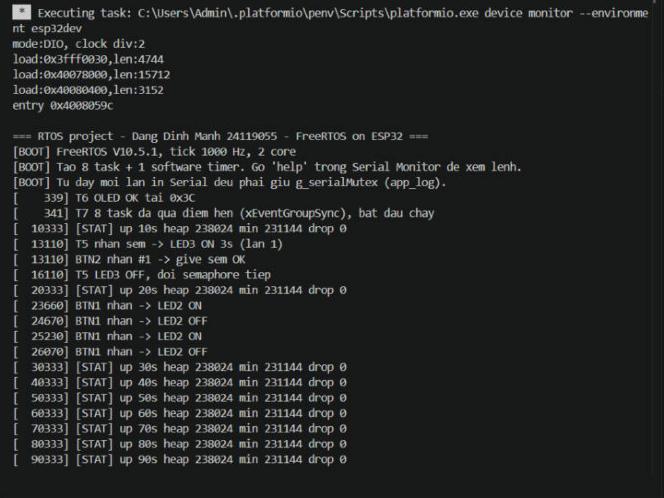 * Executing task: C:\Users\Admin\.platformio\penv\Scripts\platformio.exe device monitor --environme
nt esp32dev
mode:DIO, clock div:2
load:0x3fff0030,len:4744
load:0x40078000,len:15712
load:0x40080400,len:3152
entry 0x4008059c

=== RTOS project - Dang Dinh Manh 24119055 - FreeRTOS on ESP32 ===
[BOOT] FreeRTOS V10.5.1, tick 1000 Hz, 2 core
[BOOT] Tao 8 task + 1 software timer. Go 'help' trong Serial Monitor de xem lenh.
[BOOT] Tu day moi lan in Serial deu phai giu g_serialMutex (app_log).
[    339] T6 OLED OK tai 0x3C
[    341] T7 8 task da qua diem hen (xEventGroupSync), bat dau chay
[  10333] [STAT] up 10s heap 238024 min 231144 drop 0
[  13110] T5 nhan sem -> LED3 ON 3s (lan 1)
[  13110] BTN2 nhan #1 -> give sem OK
[  16110] T5 LED3 OFF, doi semaphore tiep
[  20333] [STAT] up 20s heap 238024 min 231144 drop 0
[  23660] BTN1 nhan -> LED2 ON
[  24670] BTN1 nhan -> LED2 OFF
[  25230] BTN1 nhan -> LED2 ON
[  26070] BTN1 nhan -> LED2 OFF
[  30333] [STAT] up 30s heap 238024 min 231144 drop 0
[  40333] [STAT] up 40s heap 238024 min 231144 drop 0
[  50333] [STAT] up 50s heap 238024 min 231144 drop 0
[  60333] [STAT] up 60s heap 238024 min 231144 drop 0
[  70333] [STAT] up 70s heap 238024 min 231144 drop 0
[  80333] [STAT] up 80s heap 238024 min 231144 drop 0
[  90333] [STAT] up 90s heap 238024 min 231144 drop 0